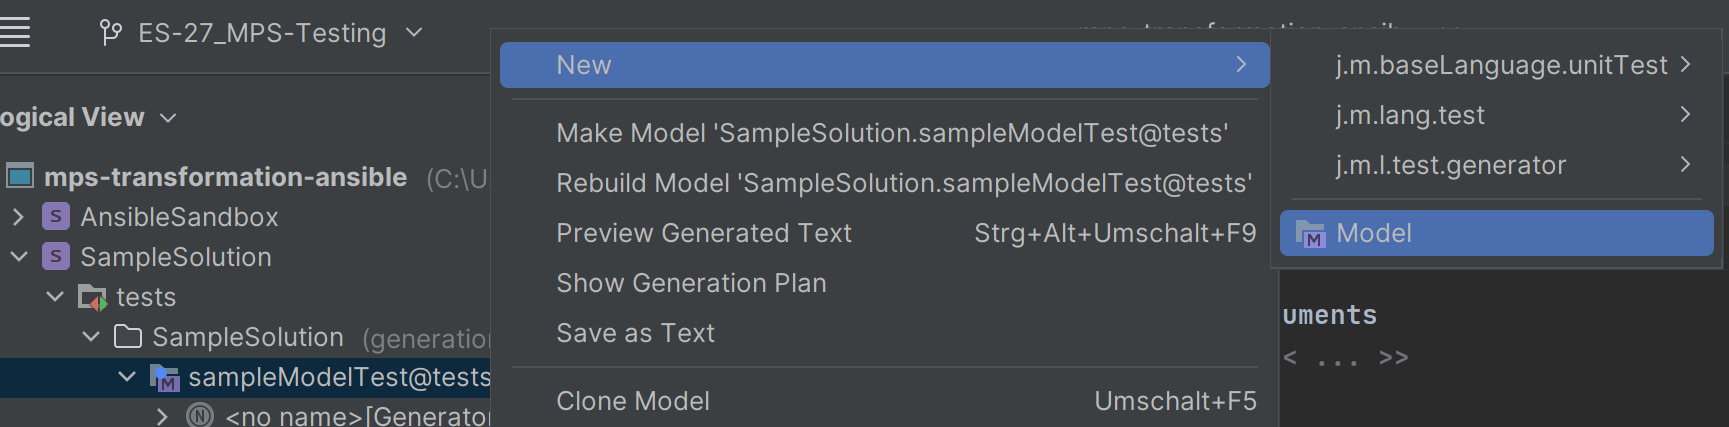 ES-27_MPS-Testing
ogical View
mps-transformation-ansible (C:\U
AnsibleSandbox
SampleSolution
tests
SampleSolution (generation
sampleModelTest@tests
<no name>[Generator
New
Make Model 'SampleSolution.sampleModelTest@tests'
Rebuild Model 'SampleSolution.sampleModelTest@tests'
Preview Generated Text Strg+Alt+Umschalt+F9
Show Generation Plan
Save as Text
Clone Model Umschalt+F5
j.m.baseLanguage.unitTest
j.m.lang.test
j.m.l.test.generator
Model
uments
< ... >>